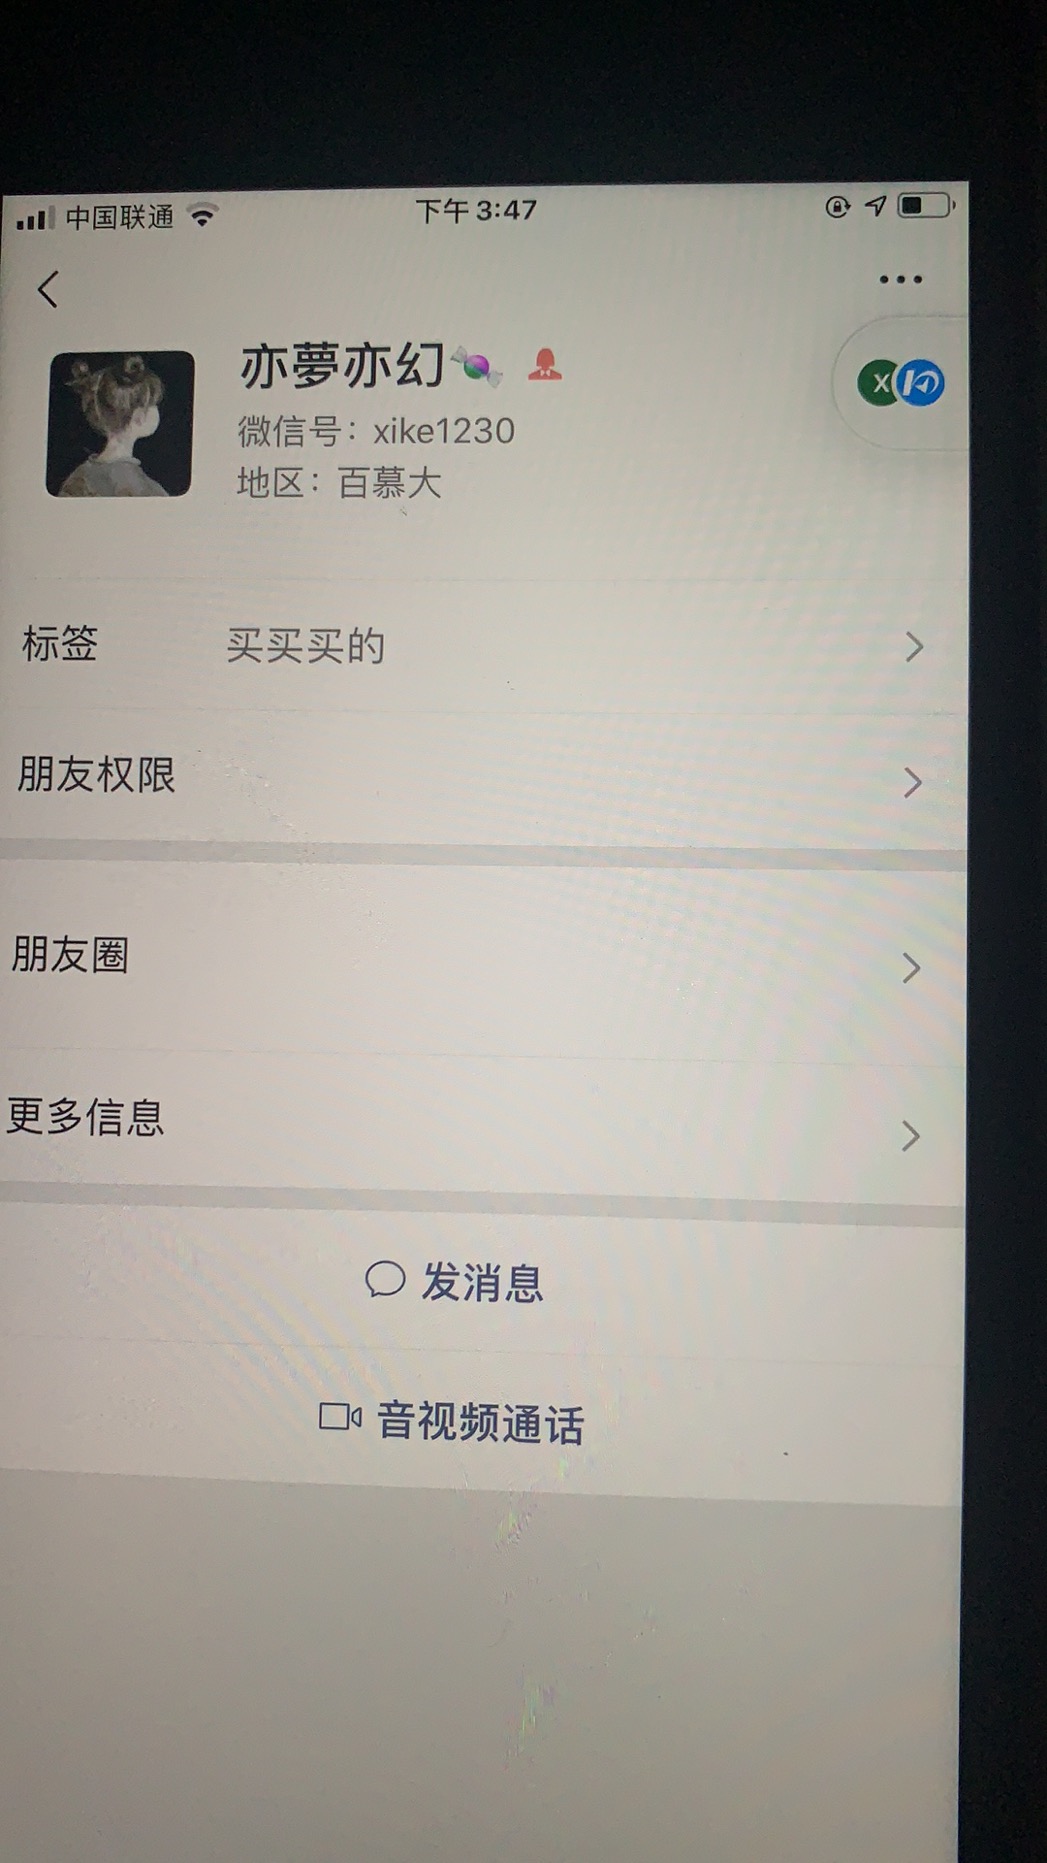 中国联通
下午 3:47
亦夢亦幻
微信号：xike1230
地区：百慕大
X
标签 买买买的
朋友权限
朋友圈
更多信息
发消息
音视频通话